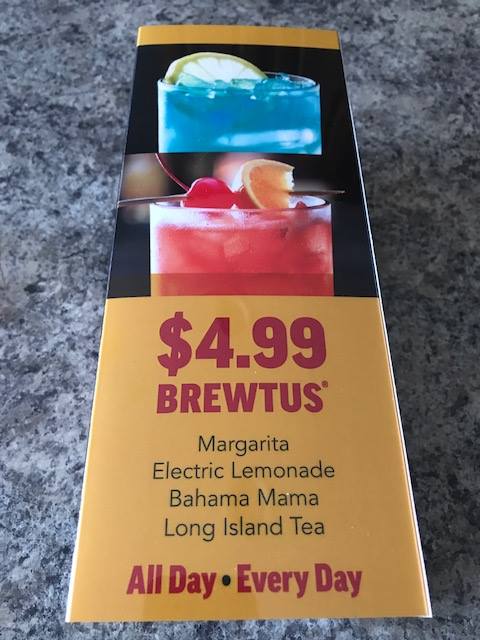 $4.99
BREWTUS®
Margarita
Electric Lemonade
Bahama Mama
Long Island Tea
All Day • Every Day